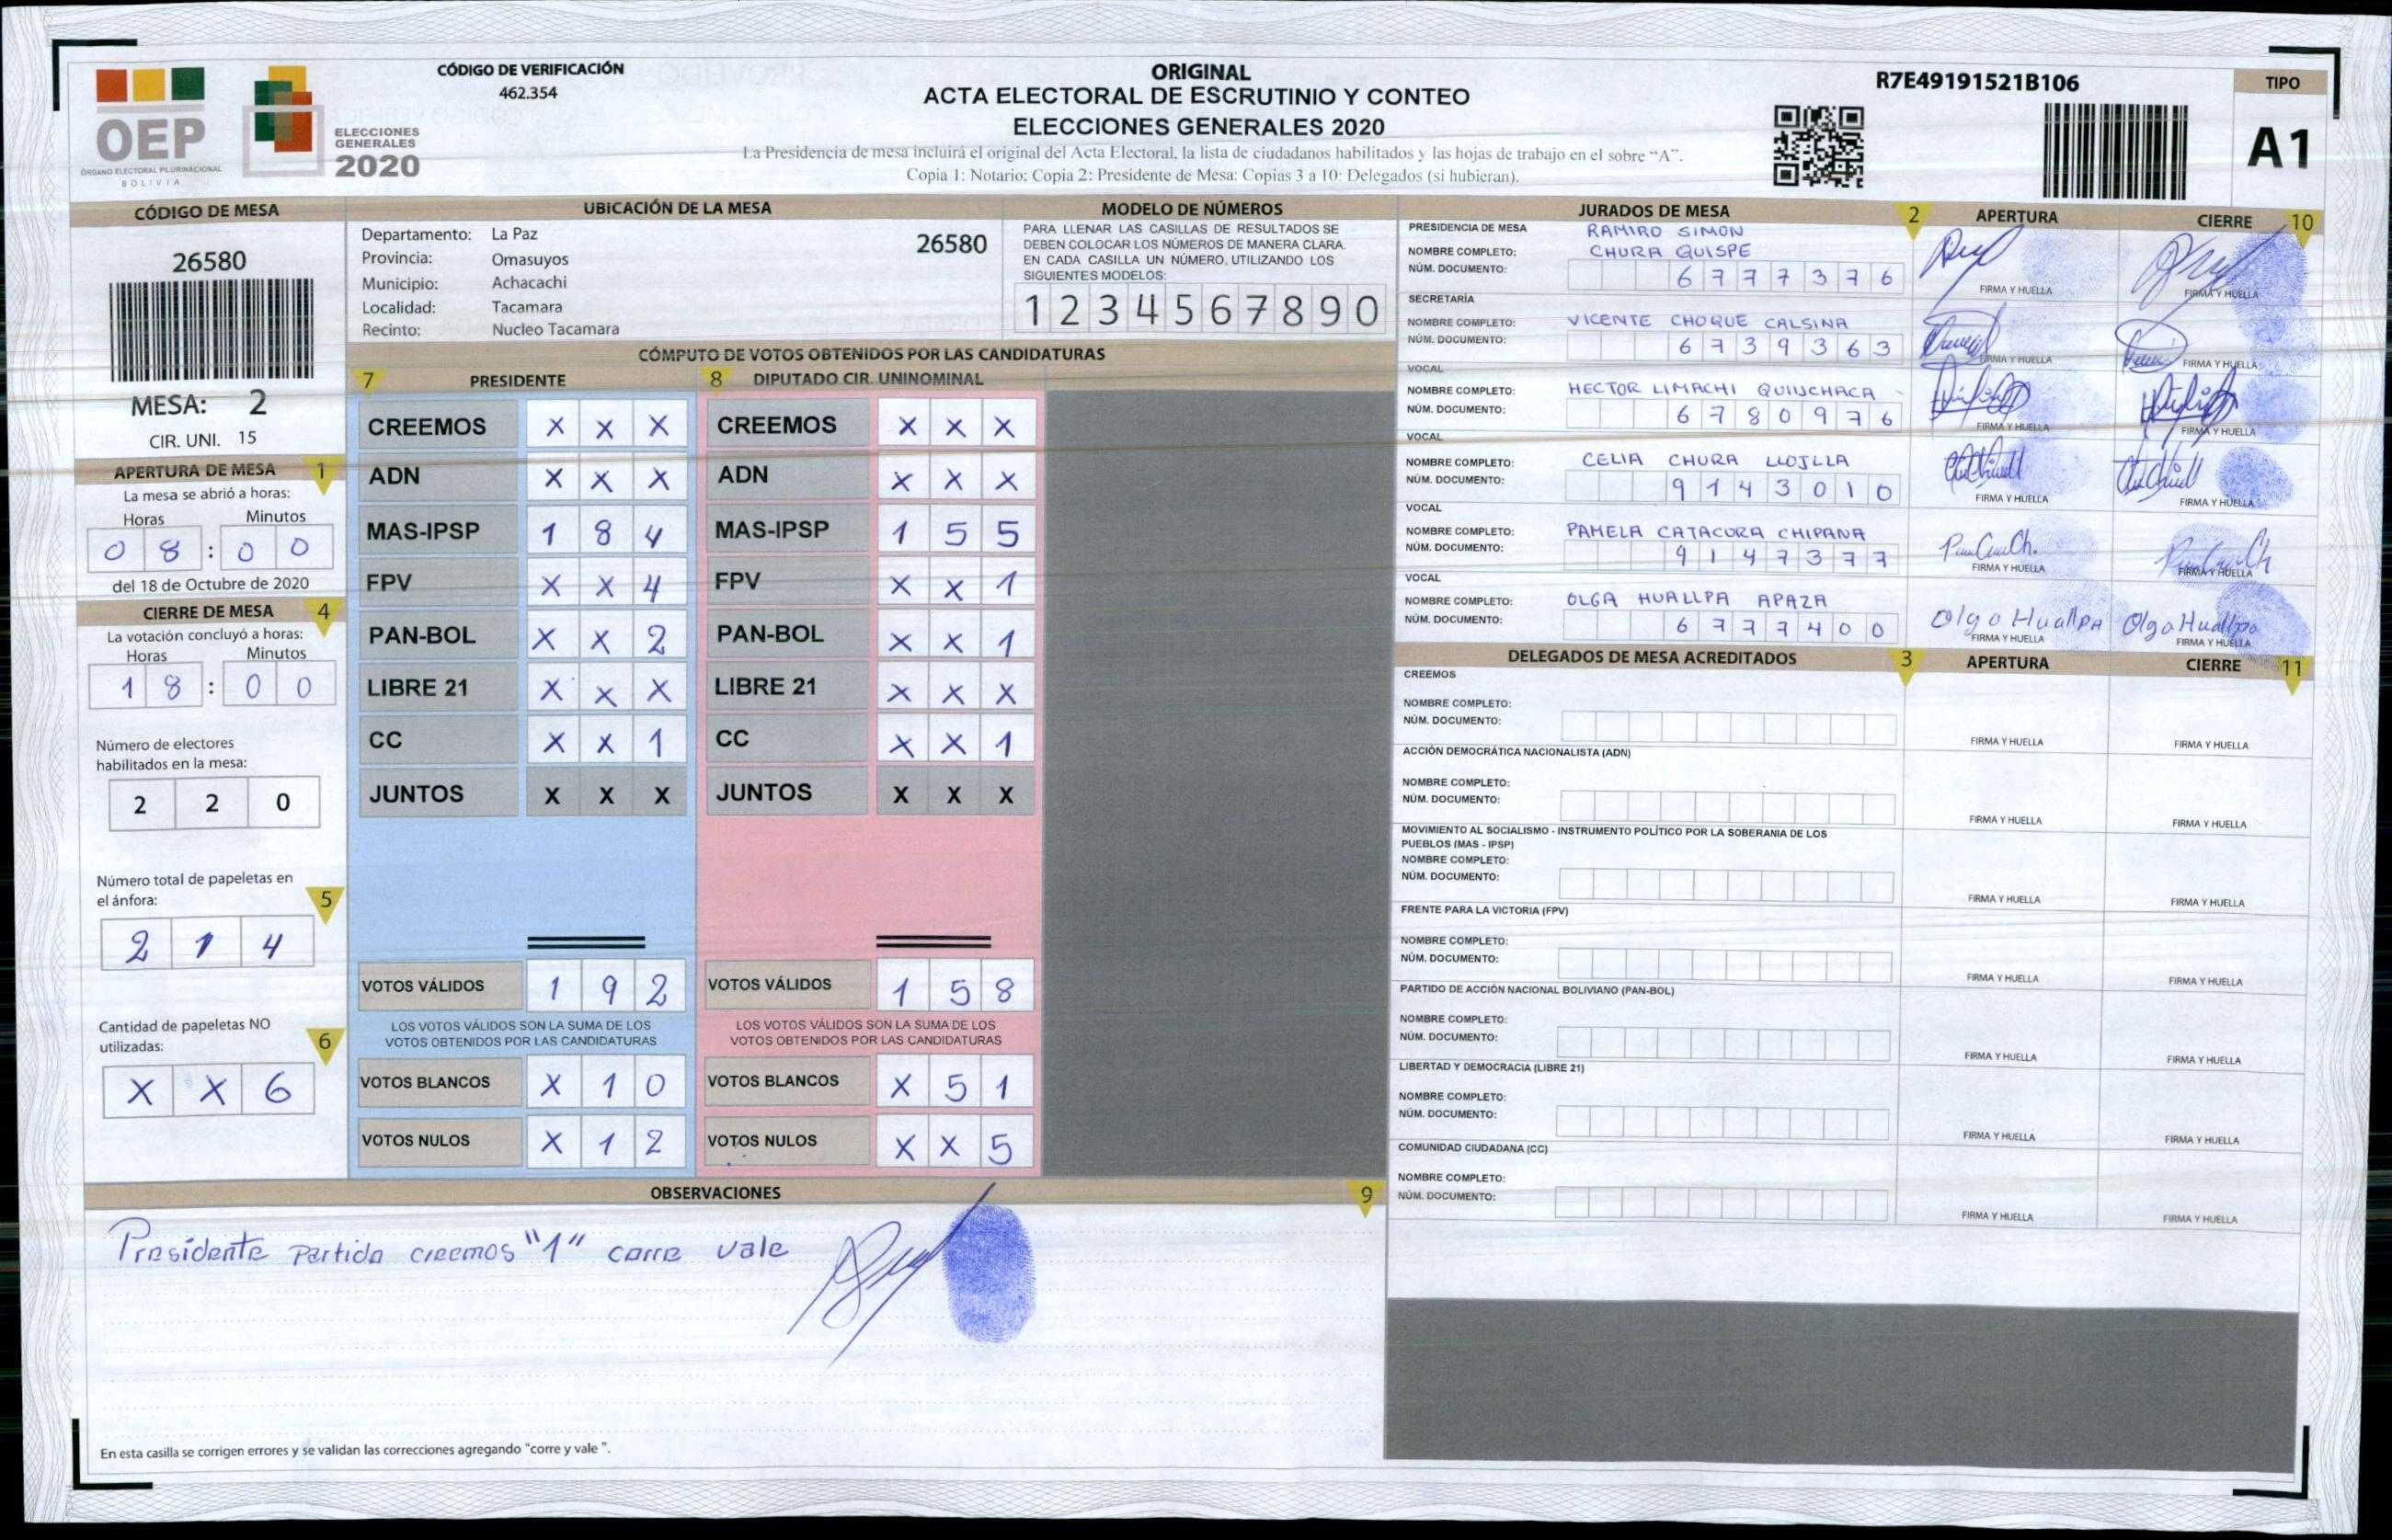 CÓDIGO DE VERIFICACIÓN
462.354
OEP
ÓRGANO ELECTORAL PLURINACIONAL
BOLIVIA
ELECCIONES
GENERALES
2020
ORIGINAL
ACTA ELECTORAL DE ESCRUTINIO Y CONTEO
ELECCIONES GENERALES 2020
La Presidencia de mesa incluirá el original del Acta Electoral, la lista de ciudadanos habilitados y las hojas de trabajo en el sobre “A”.
Copia 1: Notario; Copia 2: Presidente de Mesa; Copias 3 a 10: Delegados (si hubieran).
R7E49191521B106
TIPO
A1
CÓDIGO DE MESA
26580
MESA: 2
CIR. UNI. 15
APERTURA DE MESA 1
La mesa se abrió a horas:
Horas Minutos
0 8 : 0 0
del 18 de Octubre de 2020
CIERRE DE MESA 4
La votación concluyó a horas:
Horas Minutos
1 8 : 0 0
Número de electores
habilitados en la mesa:
2 2 0
Número total de papeletas en
el ánfora: 5
2 1 4
Cantidad de papeletas NO
utilizadas: 6
X X 6
UBICACIÓN DE LA MESA
Departamento: La Paz
Provincia: Omasuyos
Municipio: Achacachi
Localidad: Tacamara
Recinto: Nucleo Tacamara
26580
MODELO DE NÚMEROS
PARA LLENAR LAS CASILLAS DE RESULTADOS SE
DEBEN COLOCAR LOS NÚMEROS DE MANERA CLARA.
EN CADA CASILLA UN NÚMERO, UTILIZANDO LOS
SIGUIENTES MODELOS:
1 2 3 4 5 6 7 8 9 0
CÓMPUTO DE VOTOS OBTENIDOS POR LAS CANDIDATURAS
7 PRESIDENTE
CREEMOS X X X
ADN X X X
MAS-IPSP 1 8 4
FPV X X 4
PAN-BOL X X 2
LIBRE 21 X X X
CC X X 1
JUNTOS X X X
VOTOS VÁLIDOS 1 9 2
LOS VOTOS VÁLIDOS SON LA SUMA DE LOS
VOTOS OBTENIDOS POR LAS CANDIDATURAS
VOTOS BLANCOS X 1 0
VOTOS NULOS X 1 2
8 DIPUTADO CIR. UNINOMINAL
CREEMOS X X X
ADN X X X
MAS-IPSP 1 5 5
FPV X X 1
PAN-BOL X X 1
LIBRE 21 X X X
CC X X 1
JUNTOS X X X
VOTOS VÁLIDOS 1 5 8
LOS VOTOS VÁLIDOS SON LA SUMA DE LOS
VOTOS OBTENIDOS POR LAS CANDIDATURAS
VOTOS BLANCOS X 5 1
VOTOS NULOS X X 5
OBSERVACIONES 9
Presidente Partido creemos "1" corre vale
En esta casilla se corrigen errores y se validan las correcciones agregando "corre y vale ".
JURADOS DE MESA 2 APERTURA CIERRE 10
PRESIDENCIA DE MESA RAMIRO SIMON
NOMBRE COMPLETO: CHURA QUISPE
NÚM. DOCUMENTO: 6 7 7 7 3 7 6
FIRMA Y HUELLA FIRMA Y HUELLA
SECRETARÍA
NOMBRE COMPLETO: VICENTE CHOQUE CALSINA
NÚM. DOCUMENTO: 6 7 3 9 3 6 3
FIRMA Y HUELLA FIRMA Y HUELLA
VOCAL
NOMBRE COMPLETO: HECTOR LIMACHI
NÚM. DOCUMENTO: 6 7 8 0 9 7 6
FIRMA Y HUELLA FIRMA Y HUELLA
VOCAL
NOMBRE COMPLETO: CELIA CHURA LLOJLLA
NÚM. DOCUMENTO: 9 1 4 3 0 1 0
FIRMA Y HUELLA FIRMA Y HUELLA
VOCAL
NOMBRE COMPLETO: PAMELA CATACORA CHIPANA
NÚM. DOCUMENTO: 9 1 4 7 3 7 7
FIRMA Y HUELLA FIRMA Y HUELLA
VOCAL
NOMBRE COMPLETO: OLGA HUALLPA APAZA
NÚM. DOCUMENTO: 6 7 7 7 4 0 0
Olga HuallPA Olga Huallpa
FIRMA Y HUELLA FIRMA Y HUELLA
DELEGADOS DE MESA ACREDITADOS 3 APERTURA CIERRE 11
CREEMOS
NOMBRE COMPLETO:
NÚM. DOCUMENTO:
FIRMA Y HUELLA FIRMA Y HUELLA
ACCIÓN DEMOCRÁTICA NACIONALISTA (ADN)
NOMBRE COMPLETO:
NÚM. DOCUMENTO:
FIRMA Y HUELLA FIRMA Y HUELLA
MOVIMIENTO AL SOCIALISMO - INSTRUMENTO POLÍTICO POR LA SOBERANIA DE LOS
PUEBLOS (MAS - IPSP)
NOMBRE COMPLETO:
NÚM. DOCUMENTO:
FIRMA Y HUELLA FIRMA Y HUELLA
FRENTE PARA LA VICTORIA (FPV)
NOMBRE COMPLETO:
NÚM. DOCUMENTO:
FIRMA Y HUELLA FIRMA Y HUELLA
PARTIDO DE ACCIÓN NACIONAL BOLIVIANO (PAN-BOL)
NOMBRE COMPLETO:
NÚM. DOCUMENTO:
FIRMA Y HUELLA FIRMA Y HUELLA
LIBERTAD Y DEMOCRACIA (LIBRE 21)
NOMBRE COMPLETO:
NÚM. DOCUMENTO:
FIRMA Y HUELLA FIRMA Y HUELLA
COMUNIDAD CIUDADANA (CC)
NOMBRE COMPLETO:
NÚM. DOCUMENTO:
FIRMA Y HUELLA FIRMA Y HUELLA